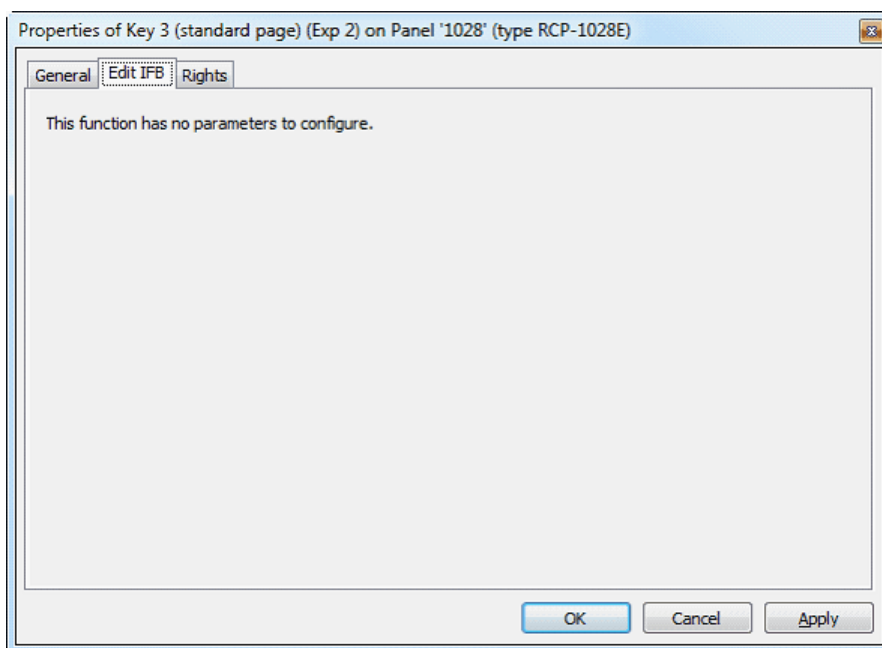 Properties of Key 3 (standard page) (Exp 2) on Panel '1028' (type RCP-1028E)
General Edit IFB Rights
This function has no parameters to configure.
OK Cancel Apply